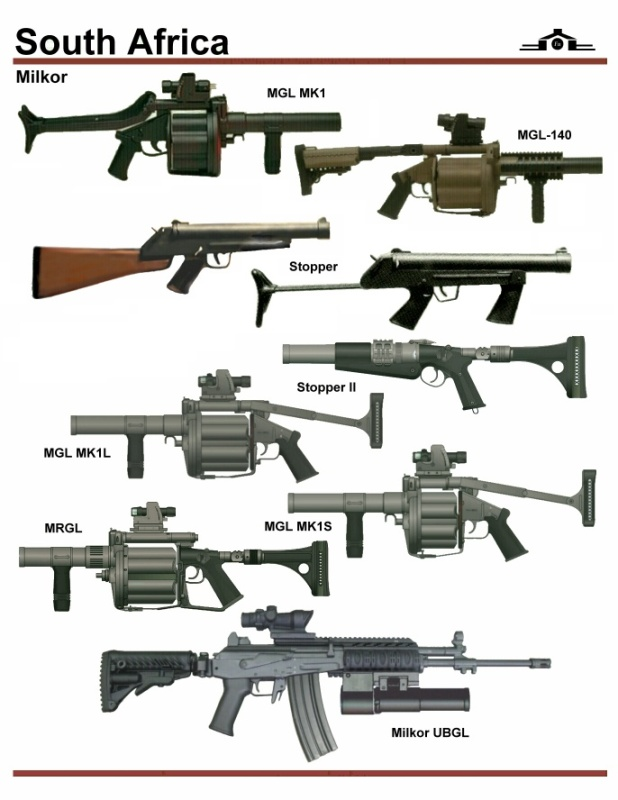 South Africa
Milkor
MGL MK1
MGL-140
Stopper
Stopper II
MGL MK1L
MGL MK1S
MRGL
Milkor UBGL